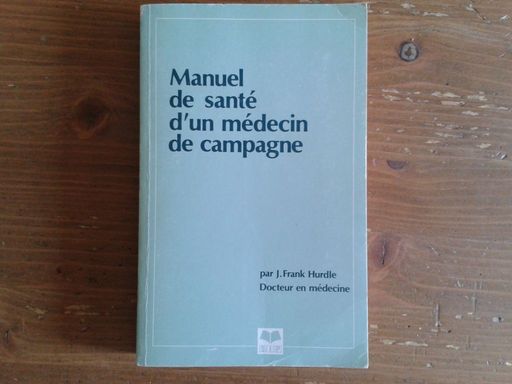 Manuel
de santé
d'un médecin
de campagne
par J. Frank Hurdle
Docteur en médecine